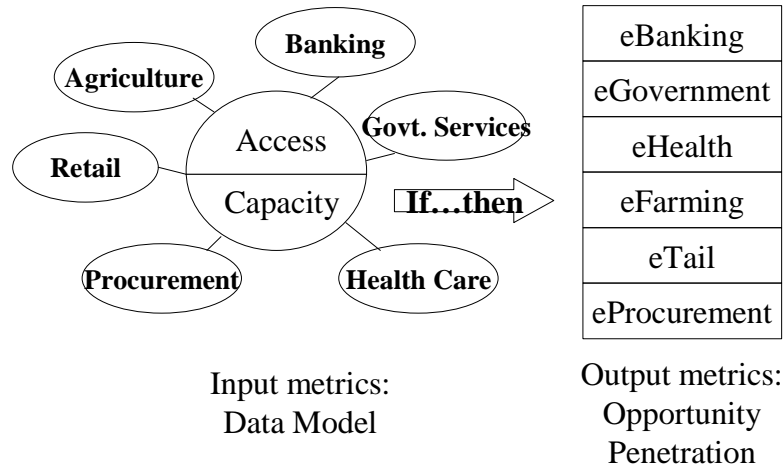 Banking
Agriculture
Access
Govt. Services
Retail
Capacity
If…then
Procurement
Health Care
Input metrics:
Data Model
eBanking
eGovernment
eHealth
eFarming
eTail
eProcurement
Output metrics:
Opportunity
Penetration